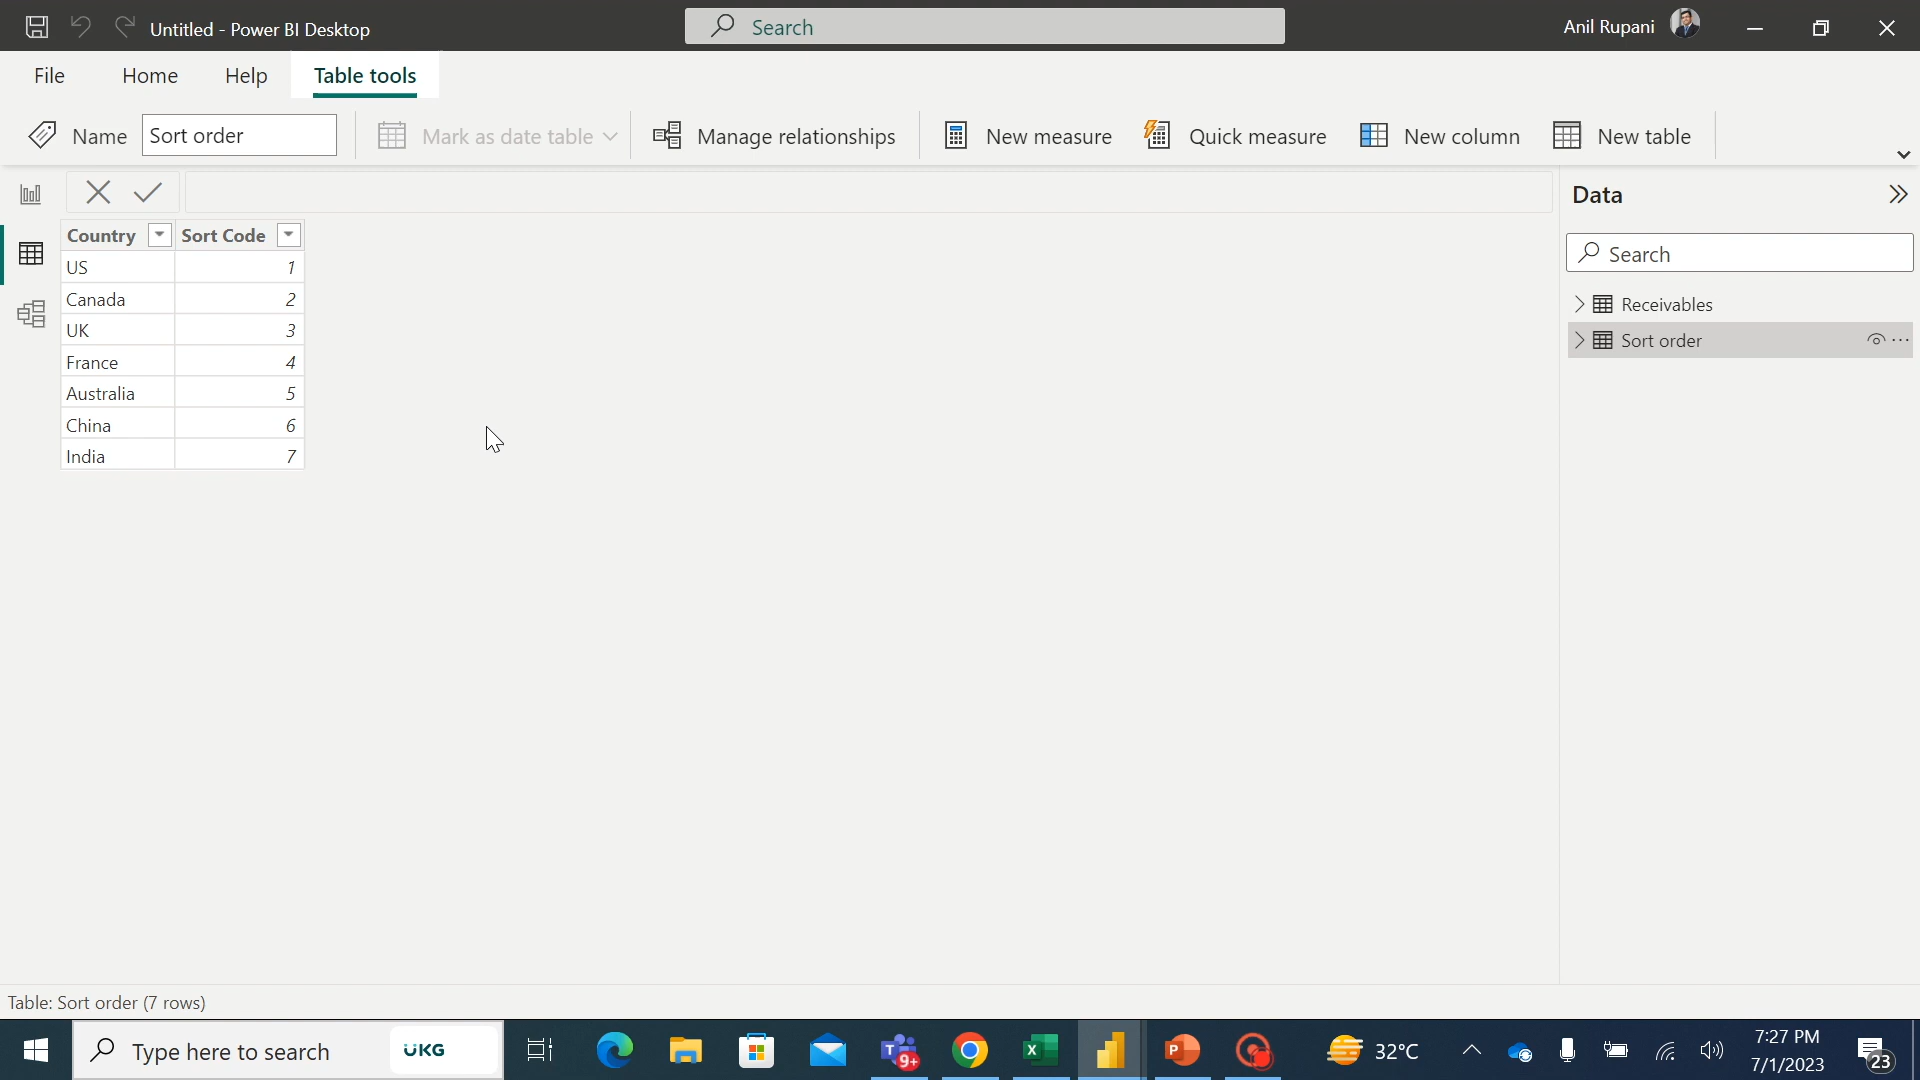 Untitled - Power BI Desktop
Search
Anil Rupani
File
Home
Help
Table tools
Name
Sort order
Mark as date table
Manage relationships
New measure
Quick measure
New column
New table
Country
Sort Code
US 1
Canada 2
UK 3
France 4
Australia 5
China 6
India 7
Data
Search
Receivables
Sort order
Table: Sort order (7 rows)
Type here to search
UKG
9+
32°C
7:27 PM
7/1/2023
23